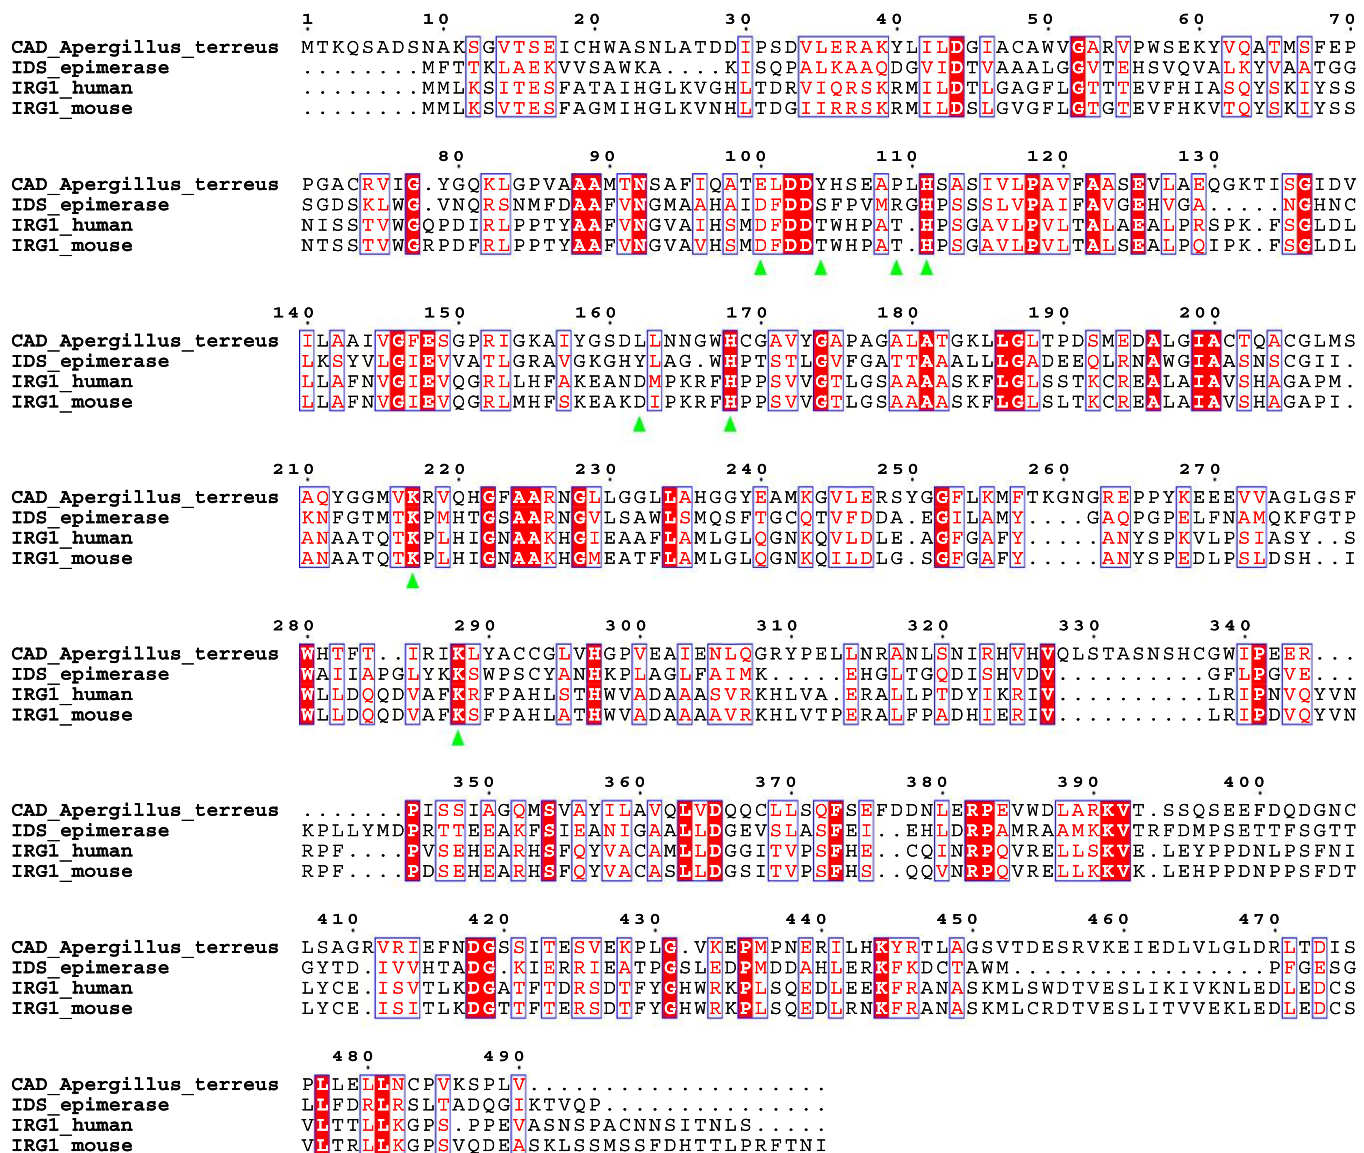 1 10 20 30 40 50 60 70
CAD_Apergillus_terreus MTKQSADSNAKSGVTSEICHWASNLATDDIPSDVLERAKYLILDGIACAWVGARVPWSEKYVQATMSFEP
IDS_epimerase ........MFTTKLAEKVVSAWKA....KISQPALKAAQDGVIDTVAAALGGVTEHSVQVALKYVAATGG
IRG1_human ........MMLKSITESFATAIHGLKVGHLTDRVIQRSKRMILDTLGAGFLGTTTEVFHIASQYSKIYSS
IRG1_mouse ........MMLKSVTESFAGMIHGLKVNHLTDGIIRRSKRMILDSLGVGFLGTGTEVFHKVTQYSKIYSS
80 90 100 110 120 130
CAD_Apergillus_terreus PGACRVIG.YGQKLGPVAAAMTNSAFIQATELDDYHSEAPLHSASIVLPAVFAASEVLAEQGKTISGIDV
IDS_epimerase SGDSKLWG.VNQRSNMFDAAFVNGMAAHAIDFDDSFPVMRGHPSSSLVPAIFAVGEHVGA.....NGHNC
IRG1_human NISSTVWGQPDIRLPPTYAAFVNGVAIHSMDFDDTWHPAT.HPSGAVLPVLTALAEALPRSPK.FSGLDL
IRG1_mouse NTSSTVWGRPDFRLPPTYAAFVNGVAVHSMDFDDTWHPAT.HPSGAVLPVLTALSEALPQIPK.FSGLDL
140 150 160 170 180 190 200
CAD_Apergillus_terreus ILAAIVGFESGPRIGKAIYGSDLLNNGWHCGAVYGAPAGALATGKLLGLTPDSMEDALGIACTQACGLMS
IDS_epimerase LKSYVLGIEVVATLGRAVGKGHYLAG.WHPTSTLGVFGATTAAALLLGADEEQLRNAWGIAASNSCGII.
IRG1_human LLAFNVGIEVQGRLLHFAKEANDMPKRFHPPSVVGTLGSAAAASKFLGLSSTKCREALAIAVSHAGAPM.
IRG1_mouse LLAFNVGIEVQGRLMHFSKEAKDIPKRFHPPSVVGTLGSAAAASKFLGLSLTKCREALAIAVSHAGAPI.
210 220 230 240 250 260 270
CAD_Apergillus_terreus AQYGGMVKRVQHGFAARNGLLGGLLAHGGYEAMKGVLERSYGGFLKMFTKGNGREPPYKEEEVVAGLGSF
IDS_epimerase KNFGTMTKPMHTGSAARNGVLSAWLSMQSFTGCQTVFDDA.EGILAMY....GAQPGPELFNAMQKFGTP
IRG1_human ANAATQTKPLHIGNAAKHGIEAAFLAMLGLQGNKQVLDLE.AGFGAFY.....ANYSPKVLPSIASY..S
IRG1_mouse ANAATQTKPLHIGNAAKHGMEATFLAMLGLQGNKQILDLG.SGFGAFY.....ANYSPEDLPSLDSH..I
280 290 300 310 320 330 340
CAD_Apergillus_terreus WHTFT..IRIKLYACCGLVHGPVEAIENLQGRYPELLNRANLSNIRHVHVQLSTASNSHCGWIPEER...
IDS_epimerase WAIIAPGLYKKSWPSCYANHKPLAGLFAIMK.....EHGLTGQDISHVDV..........GFLPGVE...
IRG1_human WLLDQQDVAFKRFPAHLSTHWVADAAASVRKHLVA.ERALLPTDYIKRIV..........LRIPNVQYVN
IRG1_mouse WLLDQQDVAFKSFPAHLATHWVADAAAAVRKHLVTPERALFPADHIERIV..........LRIPDVQYVN
350 360 370 380 390 400
CAD_Apergillus_terreus .......PISSIAGQMSVAYILAVQLVDQQCLLSQFSEFDDNLERPEVWDLARKVT.SSQSEEFDQDGNC
IDS_epimerase KPLLYMDPRTTEEAKFSIEANIGAALLDGEVSLASFEI..EHLDRPAMRAAMKKVTRFDMPSETTFSGTT
IRG1_human RPF....PVSEHEARHSFQYVACAMLLDGGITVPSFHE..CQINRPQVRELLSKVE.LEYPPDNLPSFNI
IRG1_mouse RPF....PDSEHEARHSFQYVACASLLDGSITVPSFHS..QQVNRPQVRELLKKVK.LEHPPDNPPSFDT
410 420 430 440 450 460 470
CAD_Apergillus_terreus LSAGRVRIEFNDGSSITESVEKPLG.VKEPMPNERILHKYRTLAGSVTDESRVKEIEDLVLGLDRLTDIS
IDS_epimerase GYTD.IVVHTADG.KIERRIEATPGSLEDPMDDAHLERKFKDCTAWM.................PFGESG
IRG1_human LYCE.ISVTLKDGATFTDRSDTFYGHWRKPLSQEDLEEKFRANASKMLSWDTVESLIKIVKNLEDLEDCS
IRG1_mouse LYCE.ISITLKDGTTFTERSDTFYGHWRKPLSQEDLRNKFRANASKMLCRDTVESLITVVEKLEDLEDCS
480 490
CAD_Apergillus_terreus PLLELLNCPVKSPLV....................
IDS_epimerase LLFDRLRSLTADQGIKTVQP...............
IRG1_human VLTTLLKGPS.PPEVASNSPACNNSITNLS.....
IRG1_mouse VLTRLLKGPSVQDEASKLSSMSSFDHTTLPRFTNI